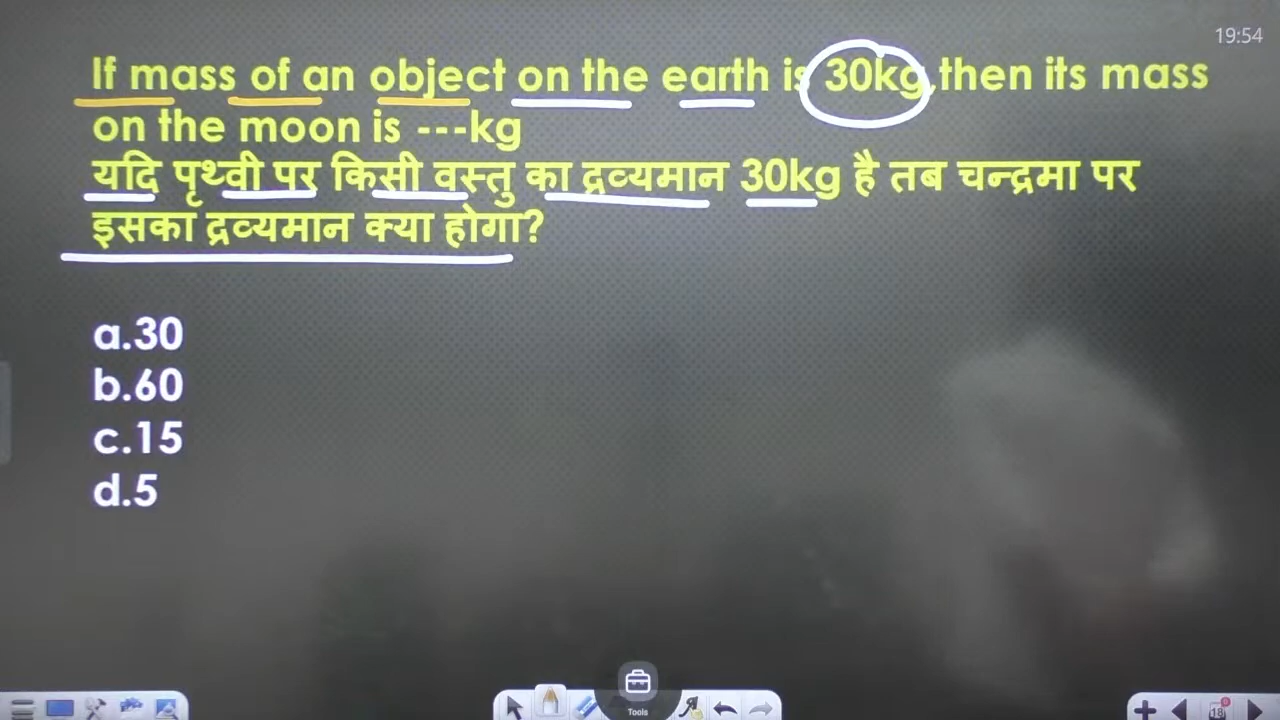 19:54
If mass of an object on the earth is 30kg,then its mass
on the moon is ---kg
यदि पृथ्वी पर किसी वस्तु का द्रव्यमान 30kg है तब चन्द्रमा पर
इसका द्रव्यमान क्या होगा?
a.30
b.60
c.15
d.5
Tools
18